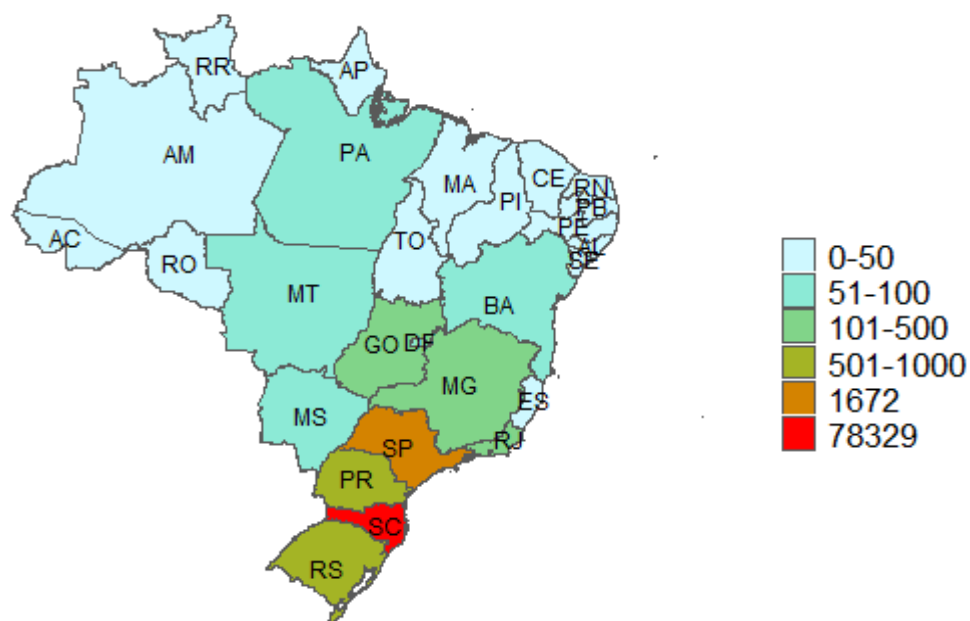 RR
AP
AM
PA
MA
CE
RN
PI
PB
PE
AC
TO
AL
RO
SE
MT
BA
GO
DF
MG
MS
ES
SP
RJ
PR
SC
RS
0-50
51-100
101-500
501-1000
1672
78329